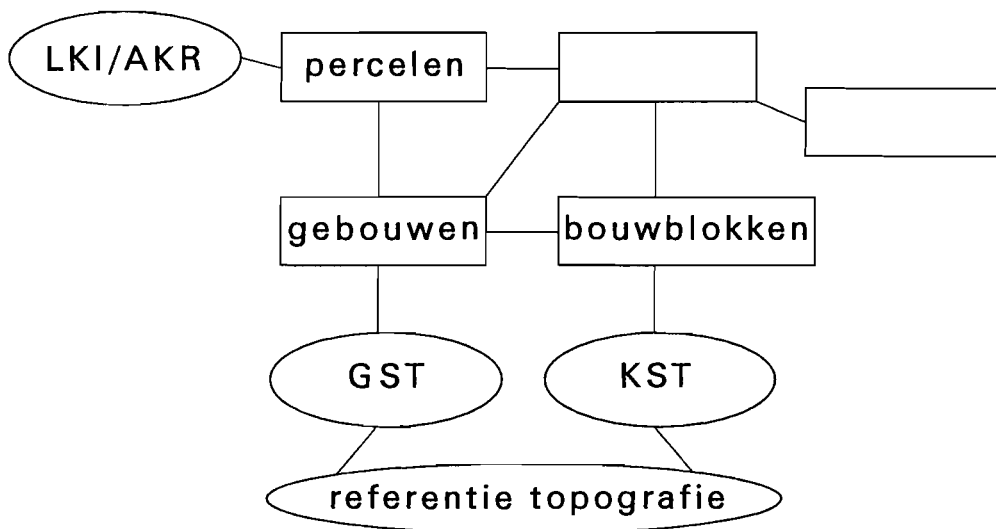 LKI/AKR
percelen
gebouwen
bouwblokken
GST
KST
referentie topografie